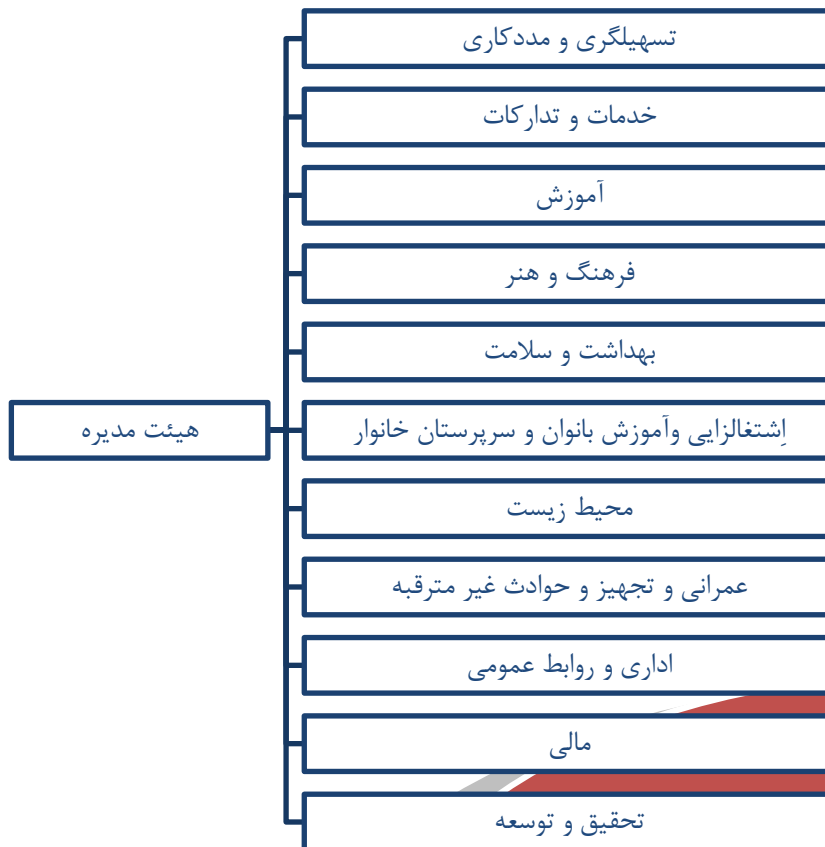 تسهیلگری و مددکاری
خدمات و تدارکات
آموزش
فرهنگ و هنر
بهداشت و سلامت
هیئت مدیره
اِشتغالزایی وآموزش بانوان و سرپرستان خانوار
محیط زیست
عمرانی و تجهیز و حوادث غیر مترقبه
اداری و روابط عمومی
مالی
تحقیق و توسعه